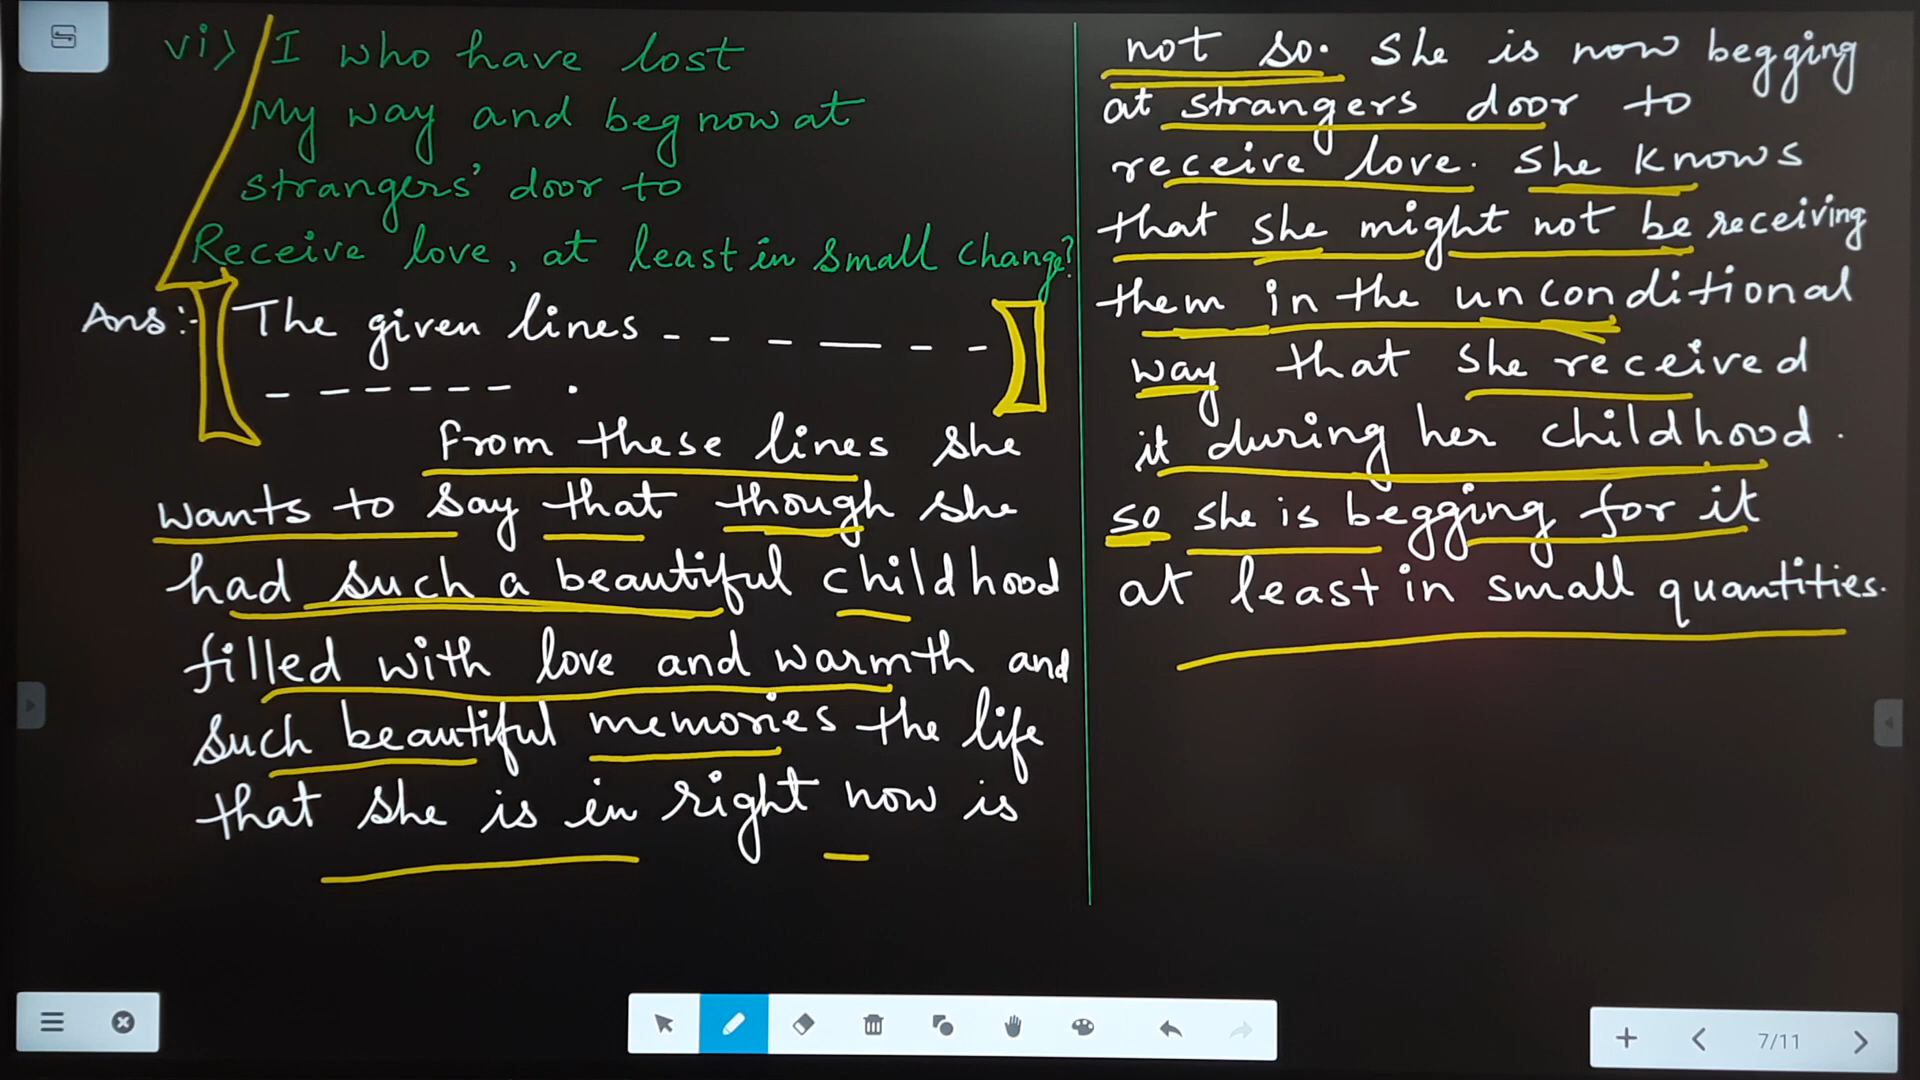 vi) I who have lost
My way and beg now at
strangers' door to
Receive love, at least in small change?
Ans:- The given lines - - - - - - -
- - - - - - .
From these lines she
wants to say that though she
had such a beautiful childhood
filled with love and warmth and
such beautiful memories the life
that she is in right now is
not so. She is now begging
at strangers door to
receive love. She knows
that she might not be receiving
them in the unconditional
way that she received
it during her childhood.
so she is begging for it
at least in small quantities.
7/11